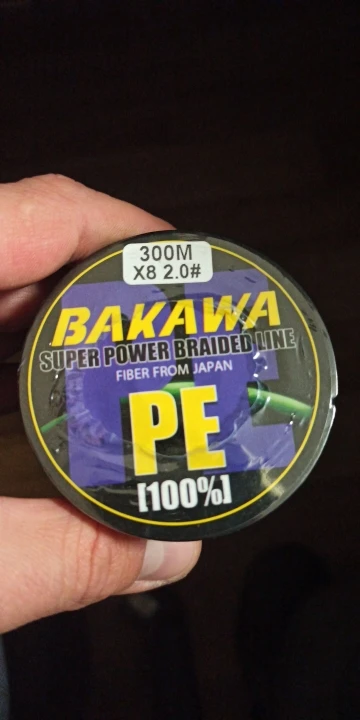 300M
X8 2.0#
BAKAWA
SUPER POWER BRAIDED LINE
FIBER FROM JAPAN
PE
[100%]